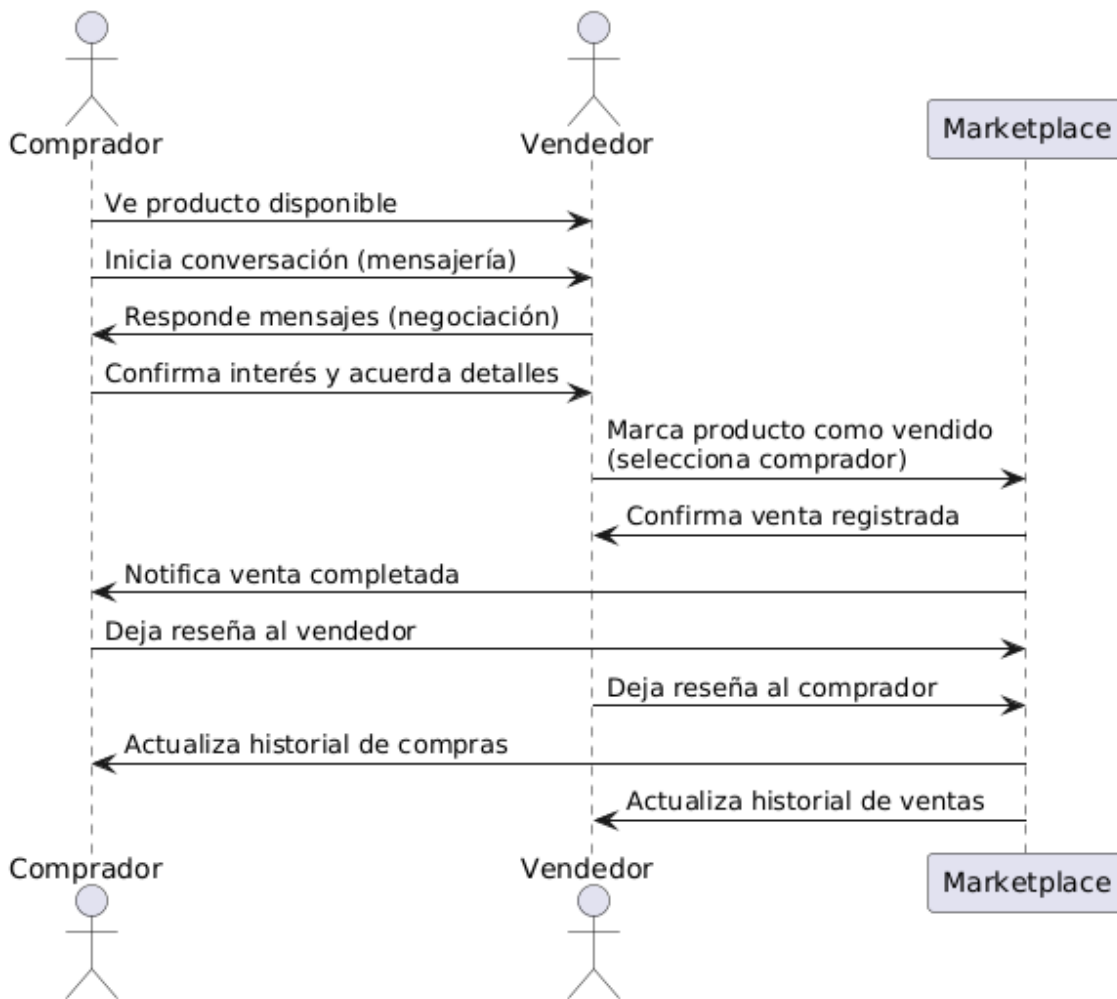 Comprador
Vendedor
Marketplace
Ve producto disponible
Inicia conversación (mensajería)
Responde mensajes (negociación)
Confirma interés y acuerda detalles
Marca producto como vendido
(selecciona comprador)
Confirma venta registrada
Notifica venta completada
Deja reseña al vendedor
Deja reseña al comprador
Actualiza historial de compras
Actualiza historial de ventas
Comprador
Vendedor
Marketplace